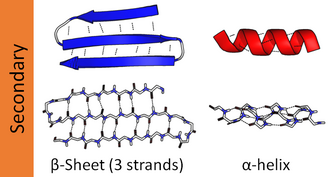 Secondary
β-Sheet (3 strands)
α-helix